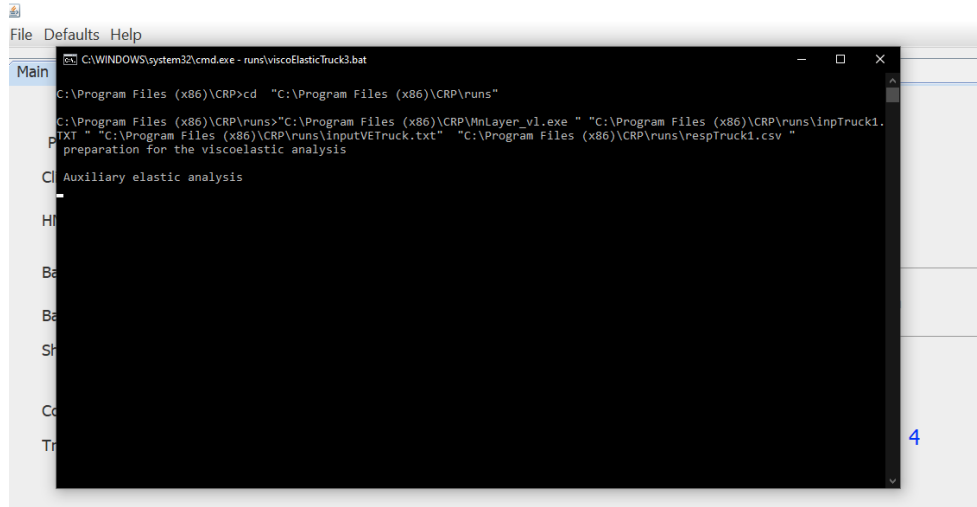 File Defaults Help
C:\WINDOWS\system32\cmd.exe - runs\viscoElasticTruck3.bat
Main
C:\Program Files (x86)\CRP>cd  "C:\Program Files (x86)\CRP\runs"
C:\Program Files (x86)\CRP\runs>"C:\Program Files (x86)\CRP\MnLayer_vl.exe " "C:\Program Files (x86)\CRP\runs\inpTruck1.
TXT " "C:\Program Files (x86)\CRP\runs\inputVETruck.txt"  "C:\Program Files (x86)\CRP\runs\respTruck1.csv "
preparation for the viscoelastic analysis
Auxiliary elastic analysis
4